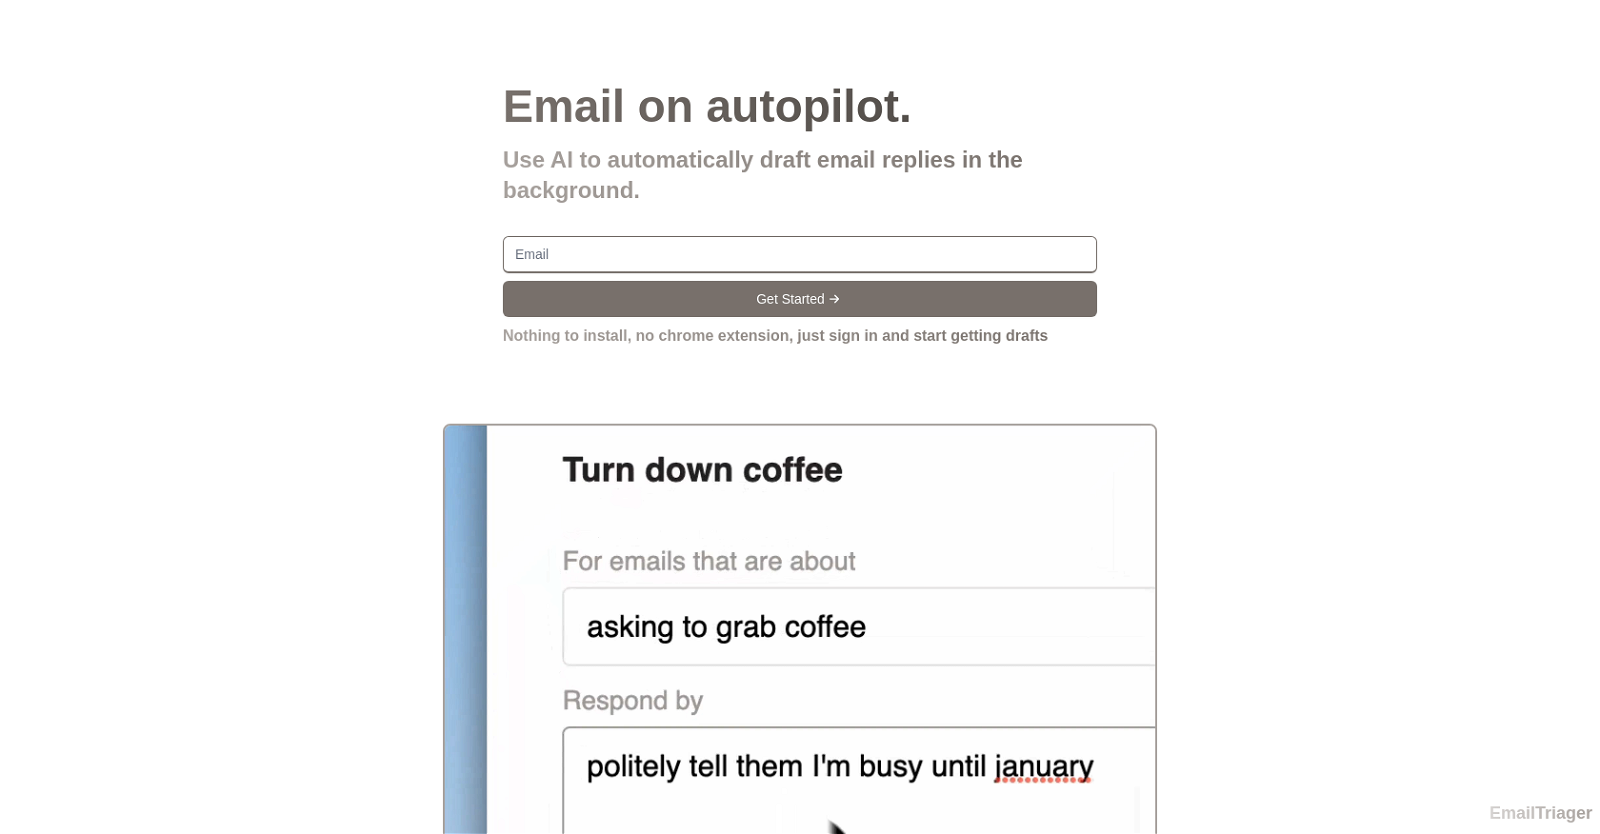 Email on autopilot.
Use AI to automatically draft email replies in the
background.
Email
Get Started →
Nothing to install, no chrome extension, just sign in and start getting drafts
Turn down coffee
For emails that are about
asking to grab coffee
Respond by
politely tell them I'm busy until january
EmailTriager